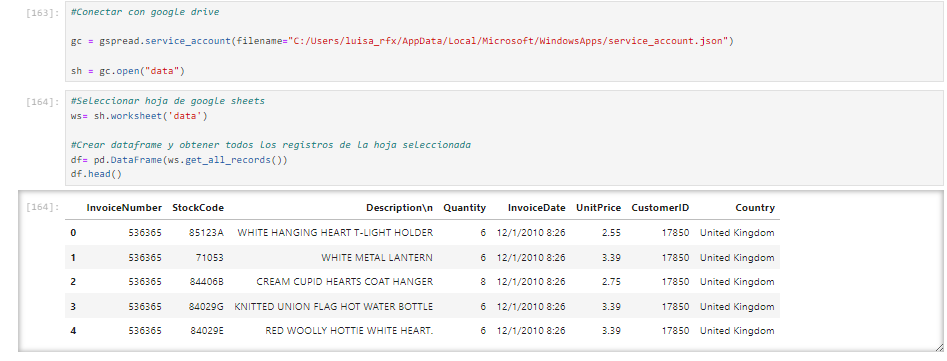 [163]: #Conectar con google drive
gc = gspread.service_account(filename="C:/Users/luisa_rfx/AppData/Local/Microsoft/WindowsApps/service_account.json")
sh = gc.open("data")
[164]: #Seleccionar hoja de google sheets
ws= sh.worksheet('data')
#Crear dataframe y obtener todos los registros de la hoja seleccionada
df= pd.DataFrame(ws.get_all_records())
df.head()
[164]: InvoiceNumber StockCode Description\n Quantity InvoiceDate UnitPrice CustomerID Country
0 536365 85123A WHITE HANGING HEART T-LIGHT HOLDER 6 12/1/2010 8:26 2.55 17850 United Kingdom
1 536365 71053 WHITE METAL LANTERN 6 12/1/2010 8:26 3.39 17850 United Kingdom
2 536365 84406B CREAM CUPID HEARTS COAT HANGER 8 12/1/2010 8:26 2.75 17850 United Kingdom
3 536365 84029G KNITTED UNION FLAG HOT WATER BOTTLE 6 12/1/2010 8:26 3.39 17850 United Kingdom
4 536365 84029E RED WOOLLY HOTTIE WHITE HEART. 6 12/1/2010 8:26 3.39 17850 United Kingdom